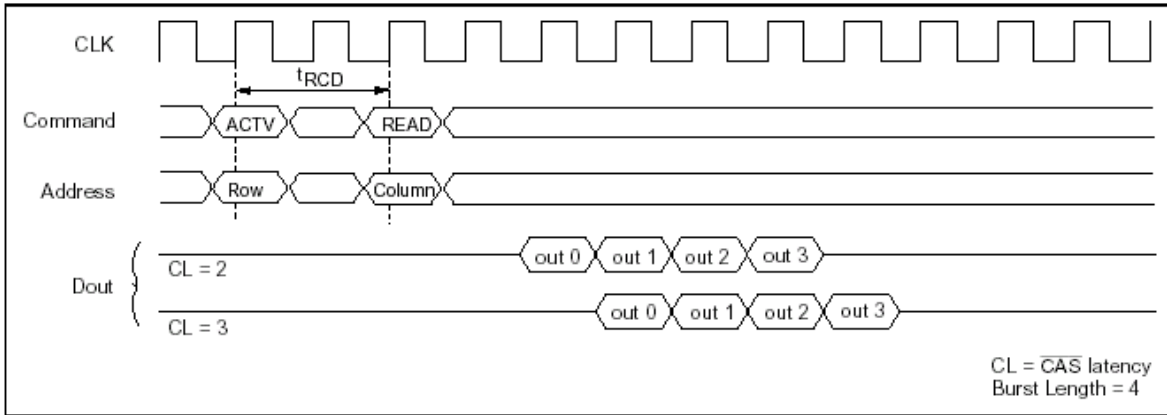 CLK
tRCD
Command ACTV READ
Address Row Column
Dout
CL = 2 out 0 out 1 out 2 out 3
CL = 3 out 0 out 1 out 2 out 3
CL = C̅A̅S̅ latency
Burst Length = 4